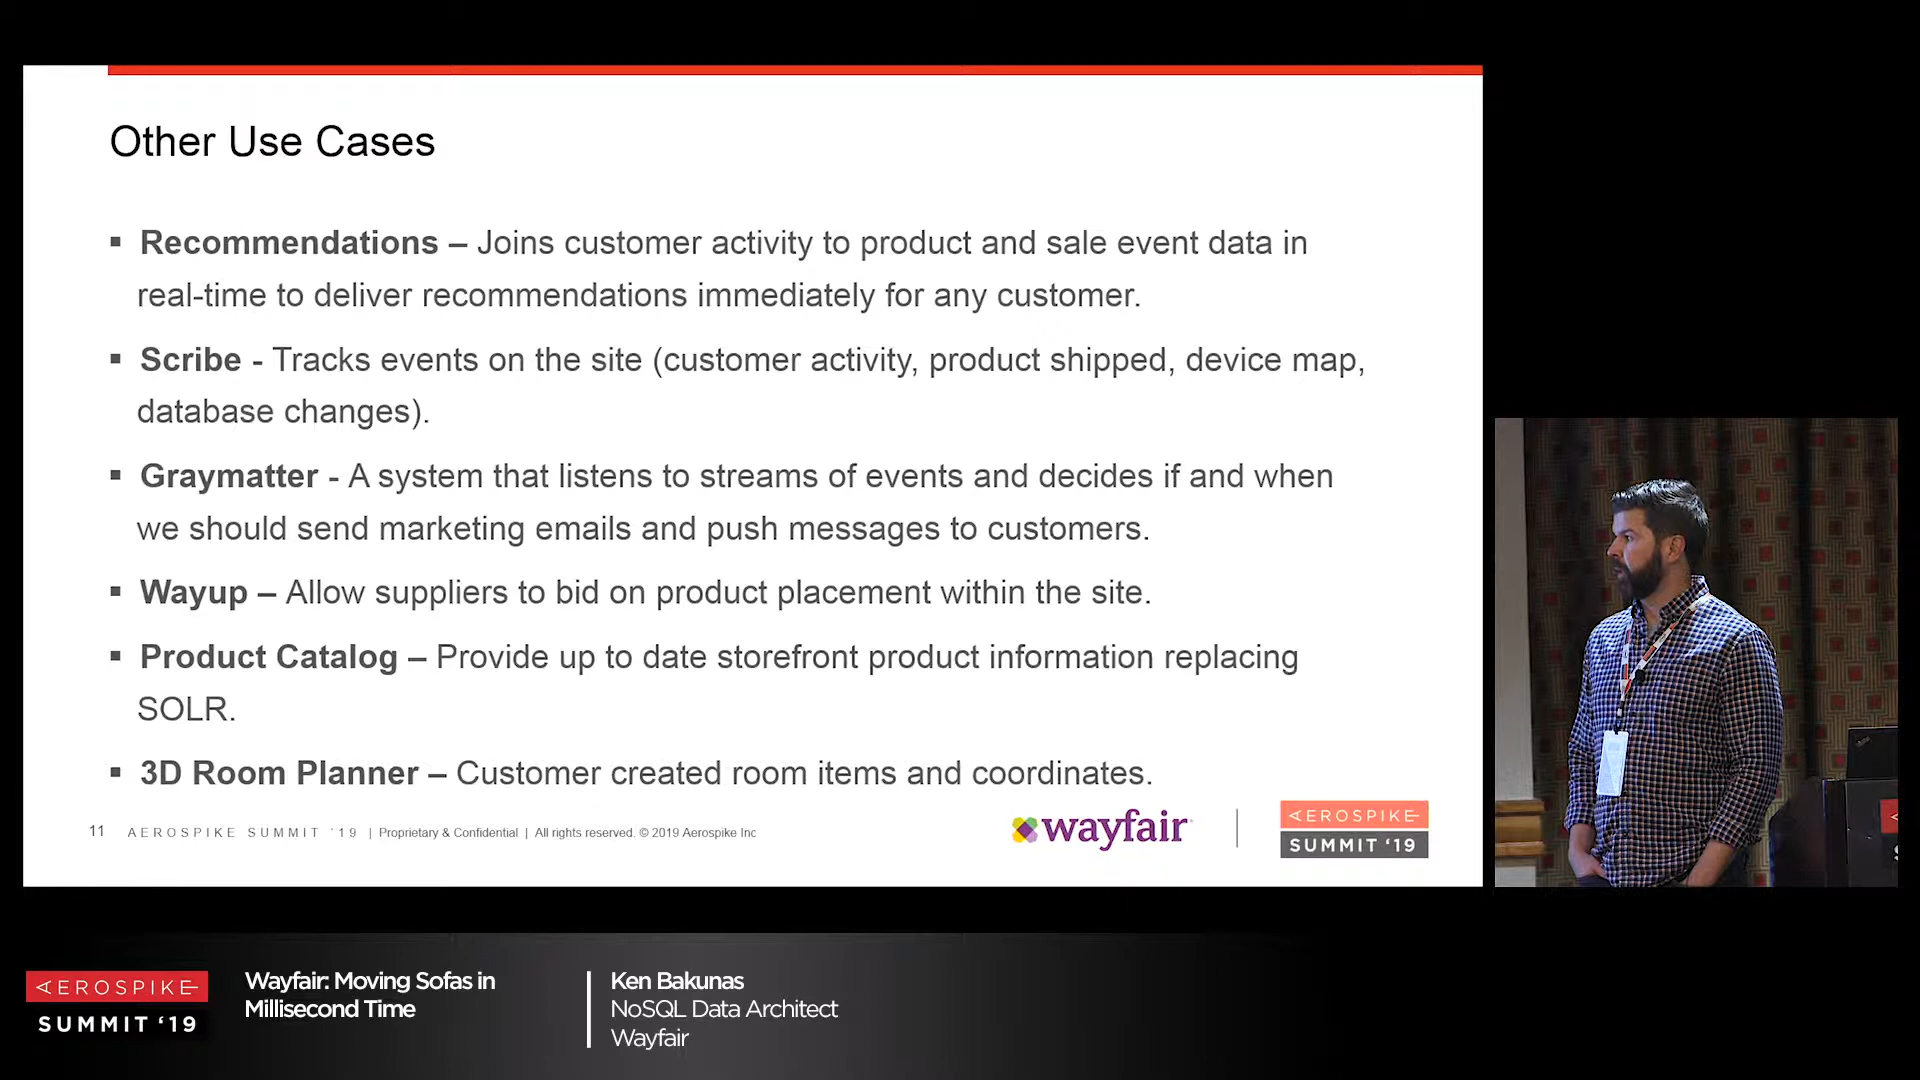 Other Use Cases
▪ Recommendations – Joins customer activity to product and sale event data in
real-time to deliver recommendations immediately for any customer.
▪ Scribe - Tracks events on the site (customer activity, product shipped, device map,
database changes).
▪ Graymatter - A system that listens to streams of events and decides if and when
we should send marketing emails and push messages to customers.
▪ Wayup – Allow suppliers to bid on product placement within the site.
▪ Product Catalog – Provide up to date storefront product information replacing
SOLR.
▪ 3D Room Planner – Customer created room items and coordinates.
11 AEROSPIKE SUMMIT '19 | Proprietary & Confidential | All rights reserved. © 2019 Aerospike Inc
wayfair
AEROSPIKE
SUMMIT '19
AEROSPIKE
SUMMIT '19
Wayfair: Moving Sofas in
Millisecond Time
Ken Bakunas
NoSQL Data Architect
Wayfair